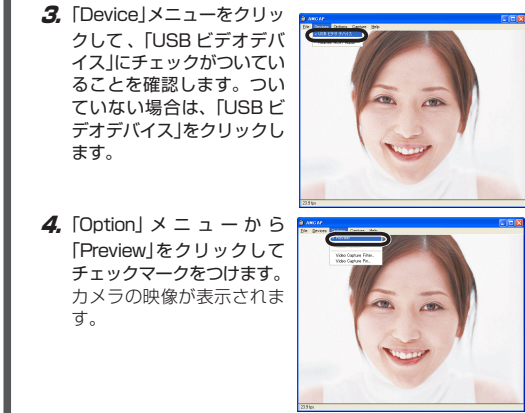 3. 「Device」メニューをクリッ
クして、「USB ビデオデバ
イス」にチェックがついてい
ることを確認します。つい
ていない場合は、「USB ビ
デオデバイス」をクリックし
ます。
AMCAP
File Devices Options Capture Help
USB ビデオ デバイス
4. 「Option」メニューから
「Preview」をクリックして
チェックマークをつけます。
カメラの映像が表示されま
す。
AMCAP
File Devices Options Capture Help
Preview
Video Capture Filter...
Video Capture Pin...